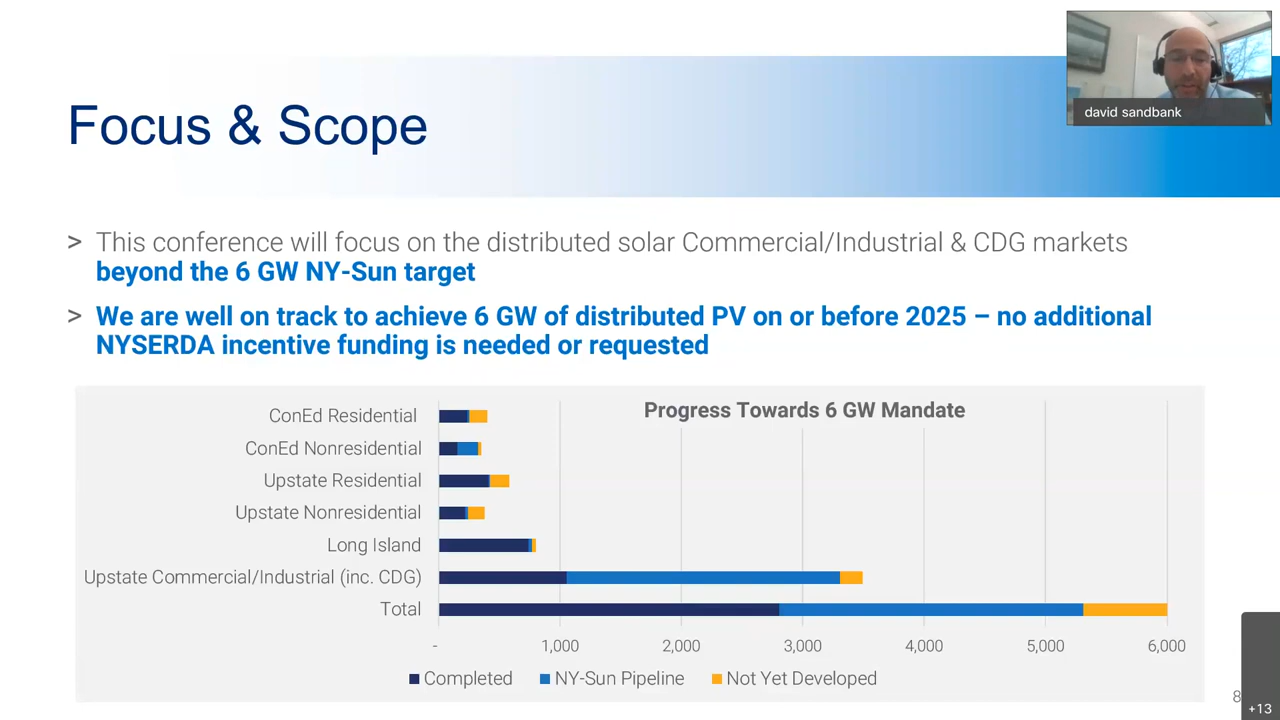 david sandbank
Focus & Scope
> This conference will focus on the distributed solar Commercial/Industrial & CDG markets
beyond the 6 GW NY-Sun target
> We are well on track to achieve 6 GW of distributed PV on or before 2025 – no additional
NYSERDA incentive funding is needed or requested
Progress Towards 6 GW Mandate
ConEd Residential
ConEd Nonresidential
Upstate Residential
Upstate Nonresidential
Long Island
Upstate Commercial/Industrial (inc. CDG)
Total
- 1,000 2,000 3,000 4,000 5,000 6,000
Completed NY-Sun Pipeline Not Yet Developed
8
+13